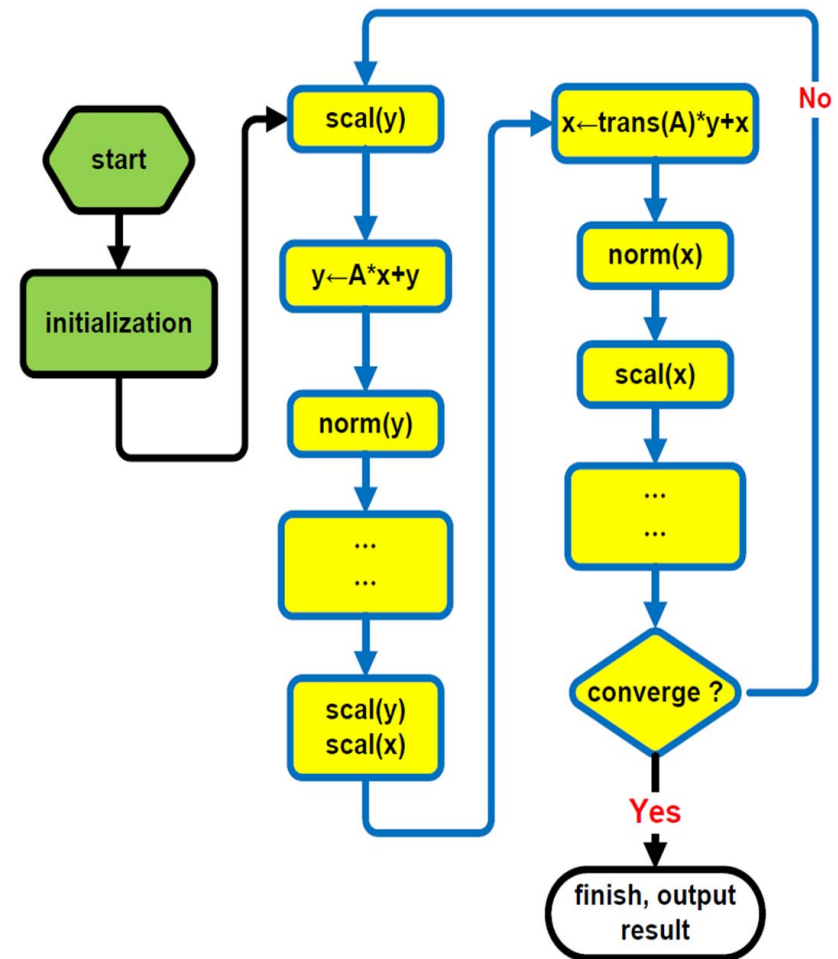 start
initialization
scal(y)
y←A*x+y
norm(y)
...
...
scal(y)
scal(x)
x←trans(A)*y+x
norm(x)
scal(x)
...
...
converge ?
No
Yes
finish, output
result